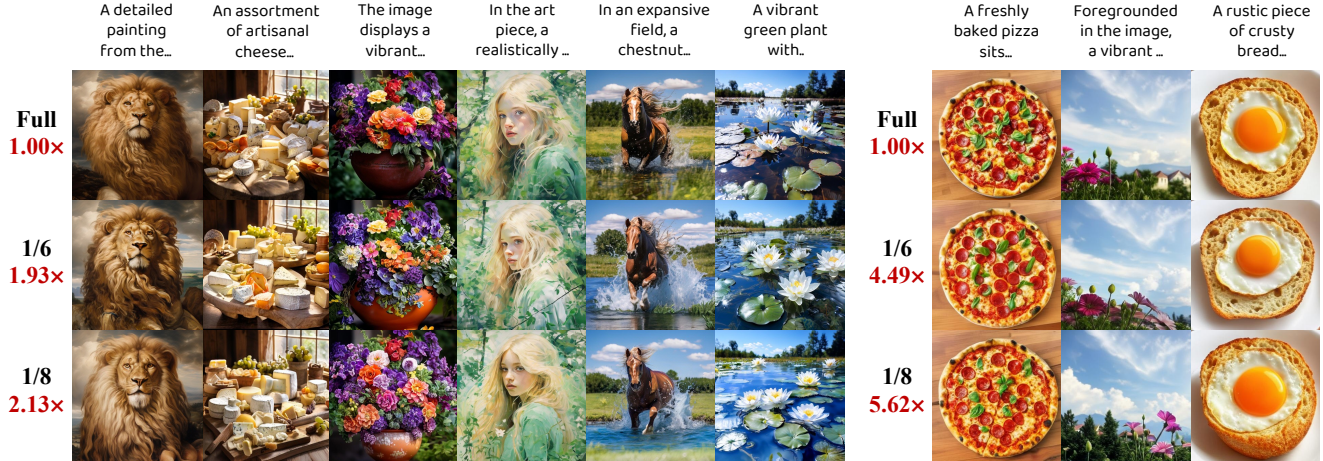 A detailed
painting
from the...
An assortment
of artisanal
cheese...
The image
displays a
vibrant...
In the art
piece, a
realistically ...
In an expansive
field, a
chestnut...
A vibrant
green plant
with..
A freshly
baked pizza
sits...
Foregrounded
in the image,
a vibrant ...
A rustic piece
of crusty
bread...
Full
1.00×
Full
1.00×
1/6
1.93×
1/6
4.49×
1/8
2.13×
1/8
5.62×